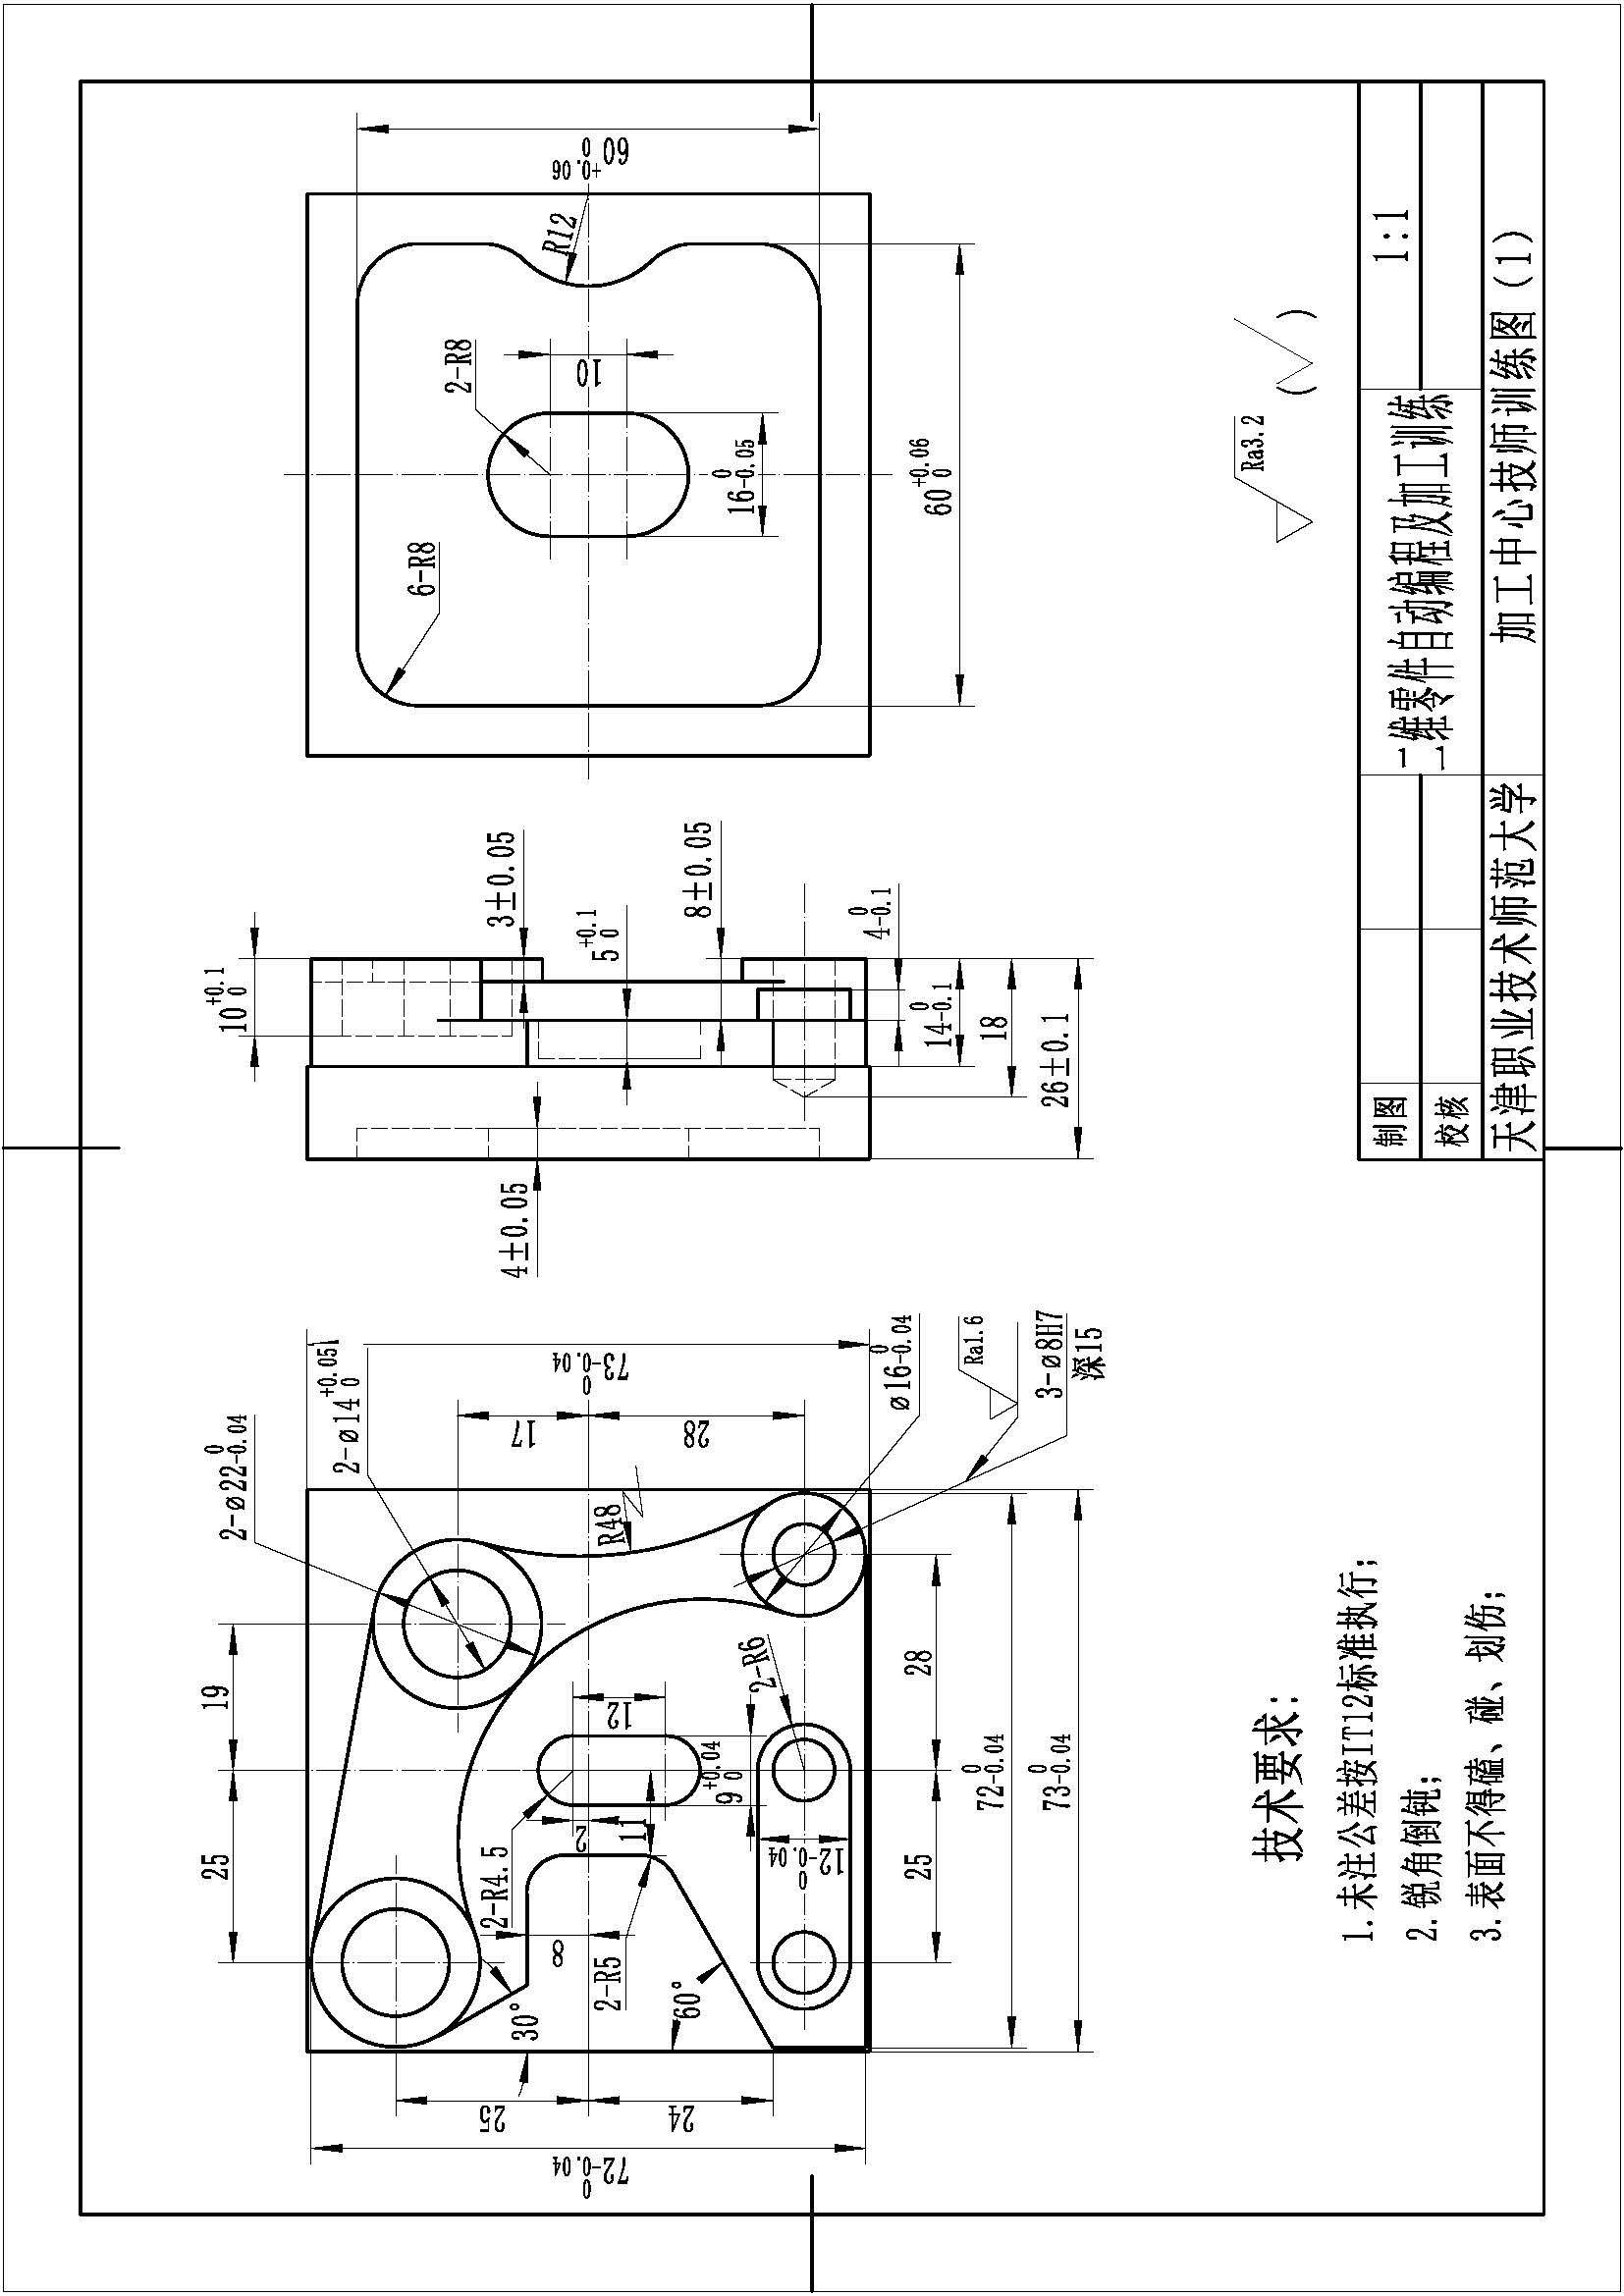 25
19
2-⌀22 0 -0.04
2-⌀14 +0.05 0
10 +0.1 0
6-R8
2-R8
2-R4.5
25
30°
8
2
17
4±0.05
3±0.05
72 0 -0.04
2-R5
11
12
R48
73 0 -0.04
5 +0.1 0
10
R12
60 +0.06 0
24
60°
9 +0.04 0
28
8±0.05
16 0 -0.05
12 0 -0.04
2-R6
⌀16 0 -0.04
4 0 -0.1
25
28
14 0 -0.1
60 +0.06 0
72 0 -0.04
Ra1.6
18
73 0 -0.04
3-⌀8H7
深15
26±0.1
技术要求:
1.未注公差按IT12标准执行;
2.锐角倒钝;
3.表面不得磕、碰、划伤;
Ra3.2
( )
制图
二维零件自动编程及加工训练
1:1
校核
天津职业技术师范大学
加工中心技师训练图(1)